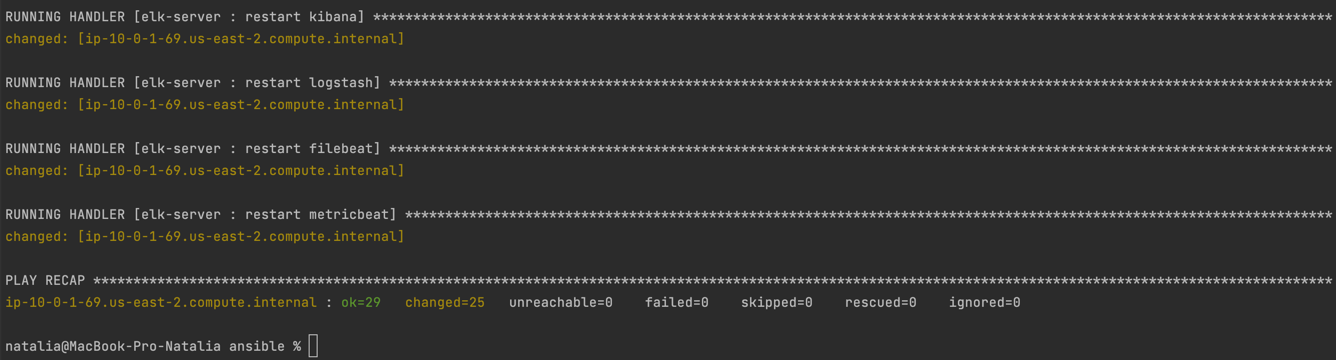 RUNNING HANDLER [elk-server : restart kibana] ************************************************************************************************************************
changed: [ip-10-0-1-69.us-east-2.compute.internal]
RUNNING HANDLER [elk-server : restart logstash] **********************************************************************************************************************
changed: [ip-10-0-1-69.us-east-2.compute.internal]
RUNNING HANDLER [elk-server : restart filebeat] **********************************************************************************************************************
changed: [ip-10-0-1-69.us-east-2.compute.internal]
RUNNING HANDLER [elk-server : restart metricbeat] ********************************************************************************************************************
changed: [ip-10-0-1-69.us-east-2.compute.internal]
PLAY RECAP ***********************************************************************************************************************************************************
ip-10-0-1-69.us-east-2.compute.internal : ok=29   changed=25   unreachable=0    failed=0    skipped=0    rescued=0    ignored=0
natalia@MacBook-Pro-Natalia ansible %